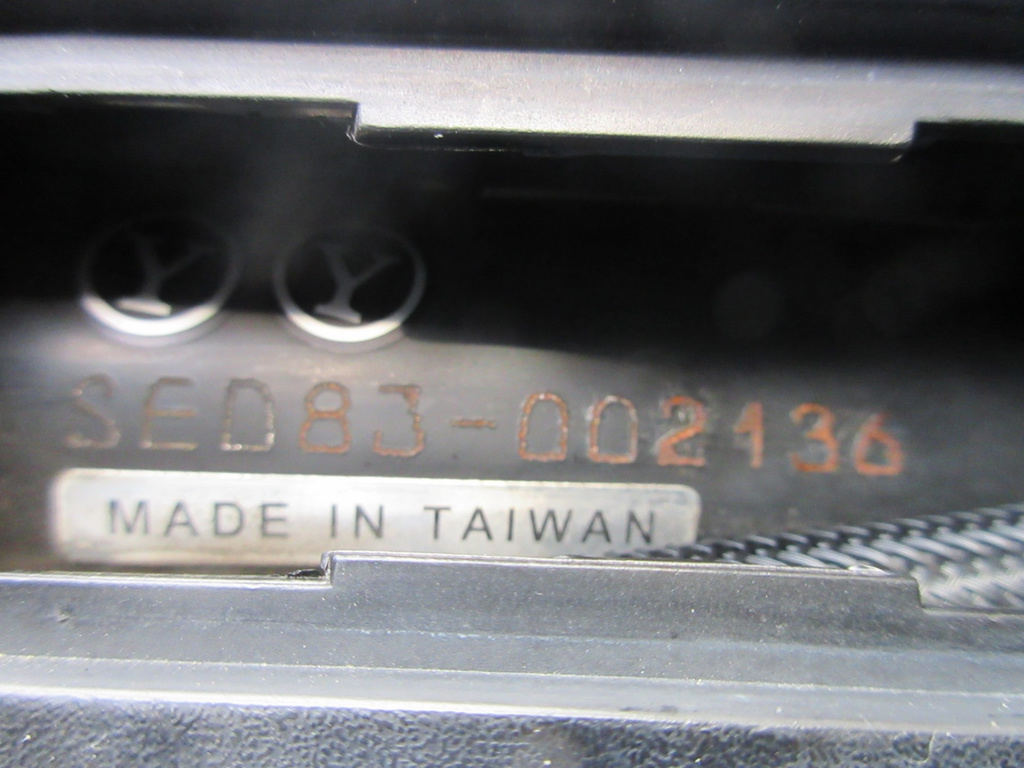 Y Y
SED83-002136
MADE IN TAIWAN